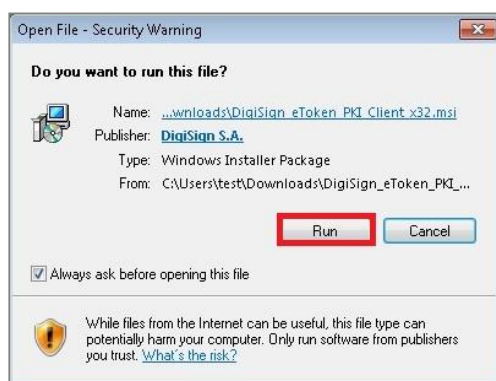 Open File - Security Warning
Do you want to run this file?
Name: ...wnloads\DigiSign_eToken_PKI_Client_x32.msi
Publisher: DigiSign S.A.
Type: Windows Installer Package
From: C:\Users\test\Downloads\DigiSign_eToken_PKI_...
Run Cancel
Always ask before opening this file
While files from the Internet can be useful, this file type can
potentially harm your computer. Only run software from publishers
you trust. What's the risk?